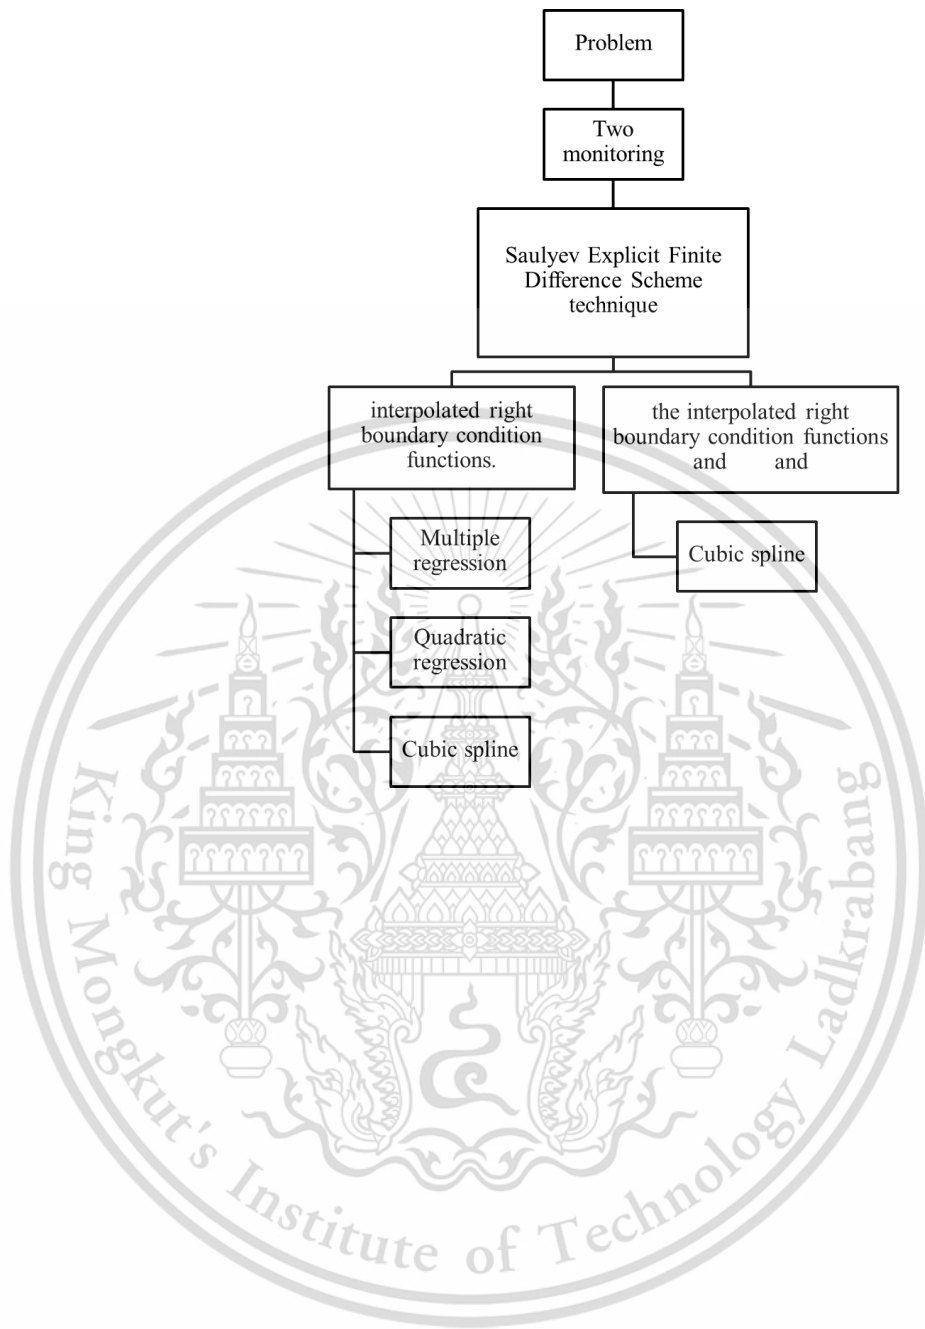 Problem
Two
monitoring
Saulyev Explicit Finite
Difference Scheme
technique
interpolated right
boundary condition
functions.
the interpolated right
boundary condition functions
and and
Multiple
regression
Cubic spline
Quadratic
regression
Cubic spline
King Mongkut's Institute of Technology Ladkrabang